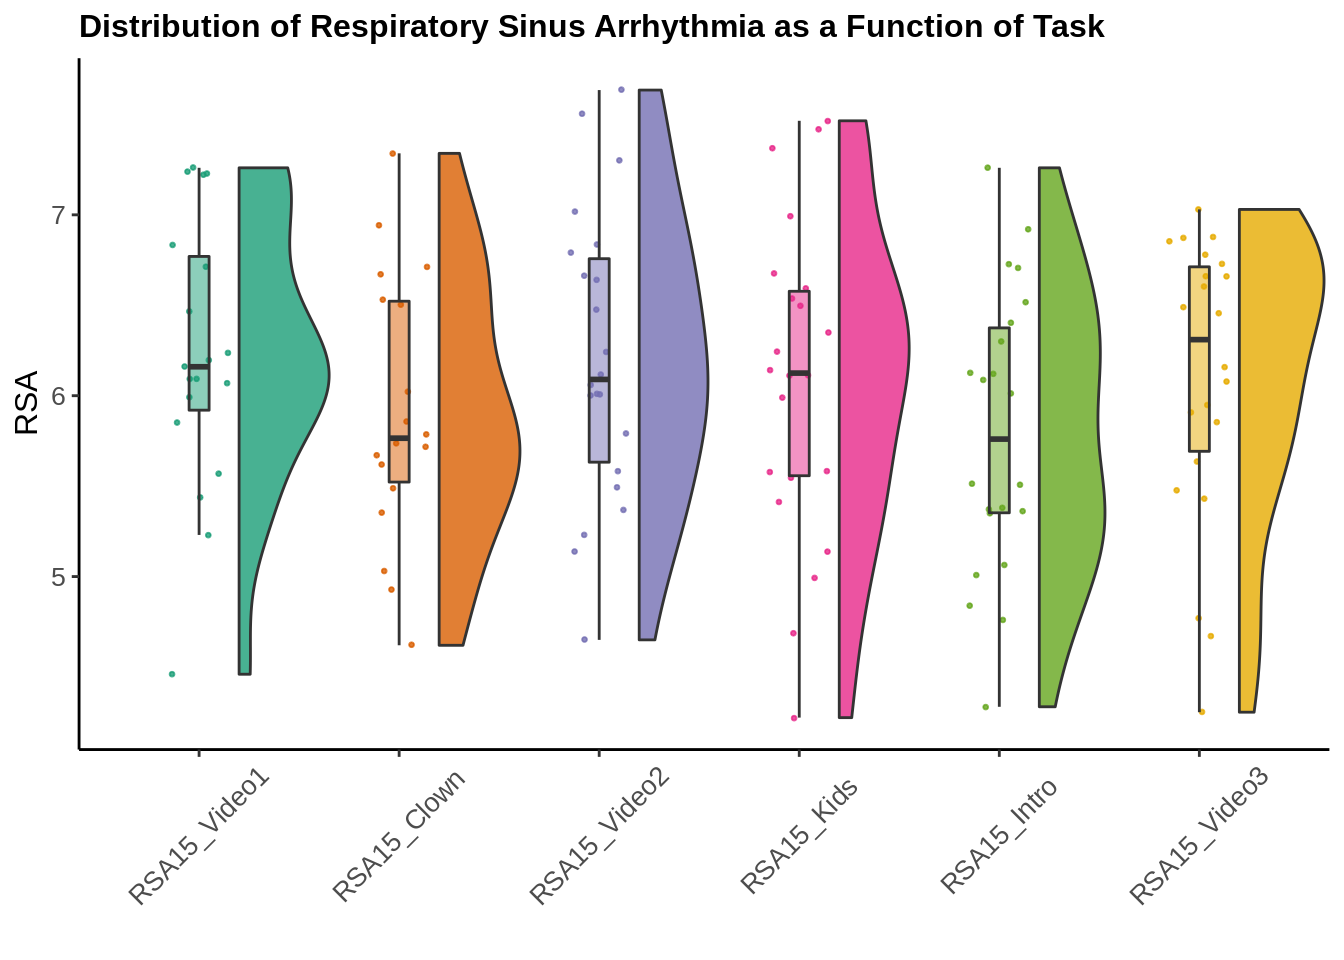 Distribution of Respiratory Sinus Arrhythmia as a Function of Task
RSA
7
6
5
RSA15_Video1
RSA15_Clown
RSA15_Video2
RSA15_Kids
RSA15_Intro
RSA15_Video3